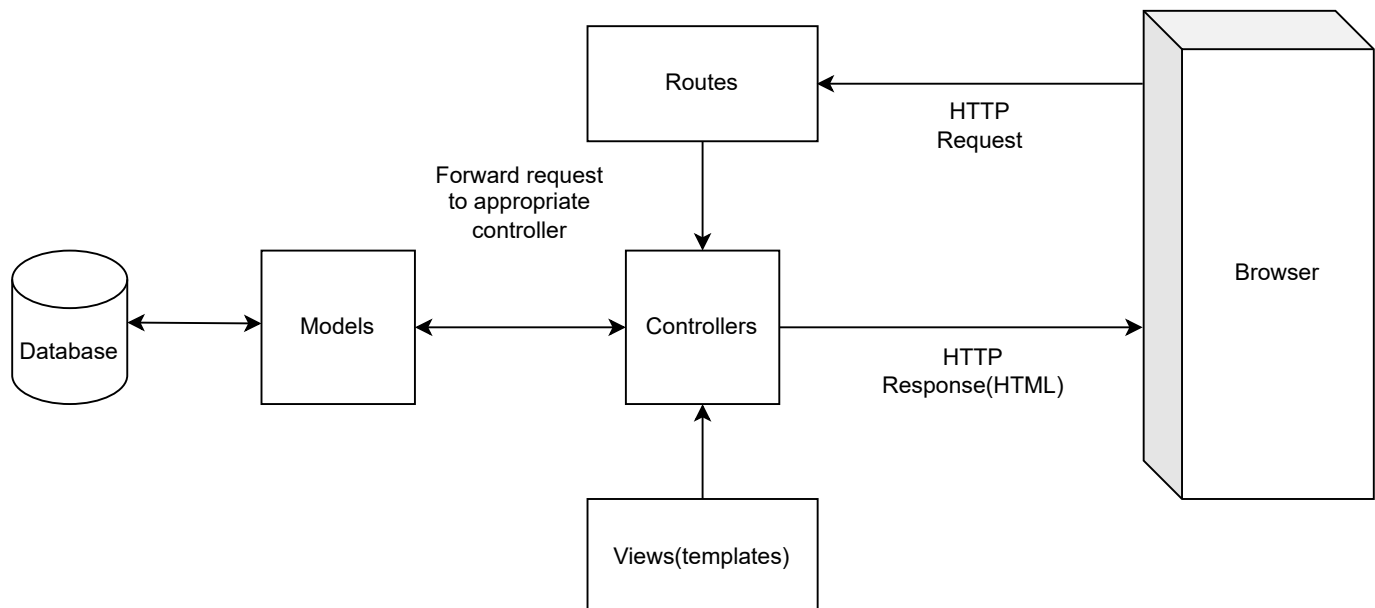 Routes
HTTP
Request
Forward request
to appropriate
controller
Browser
Database
Models
Controllers
HTTP
Response(HTML)
Views(templates)